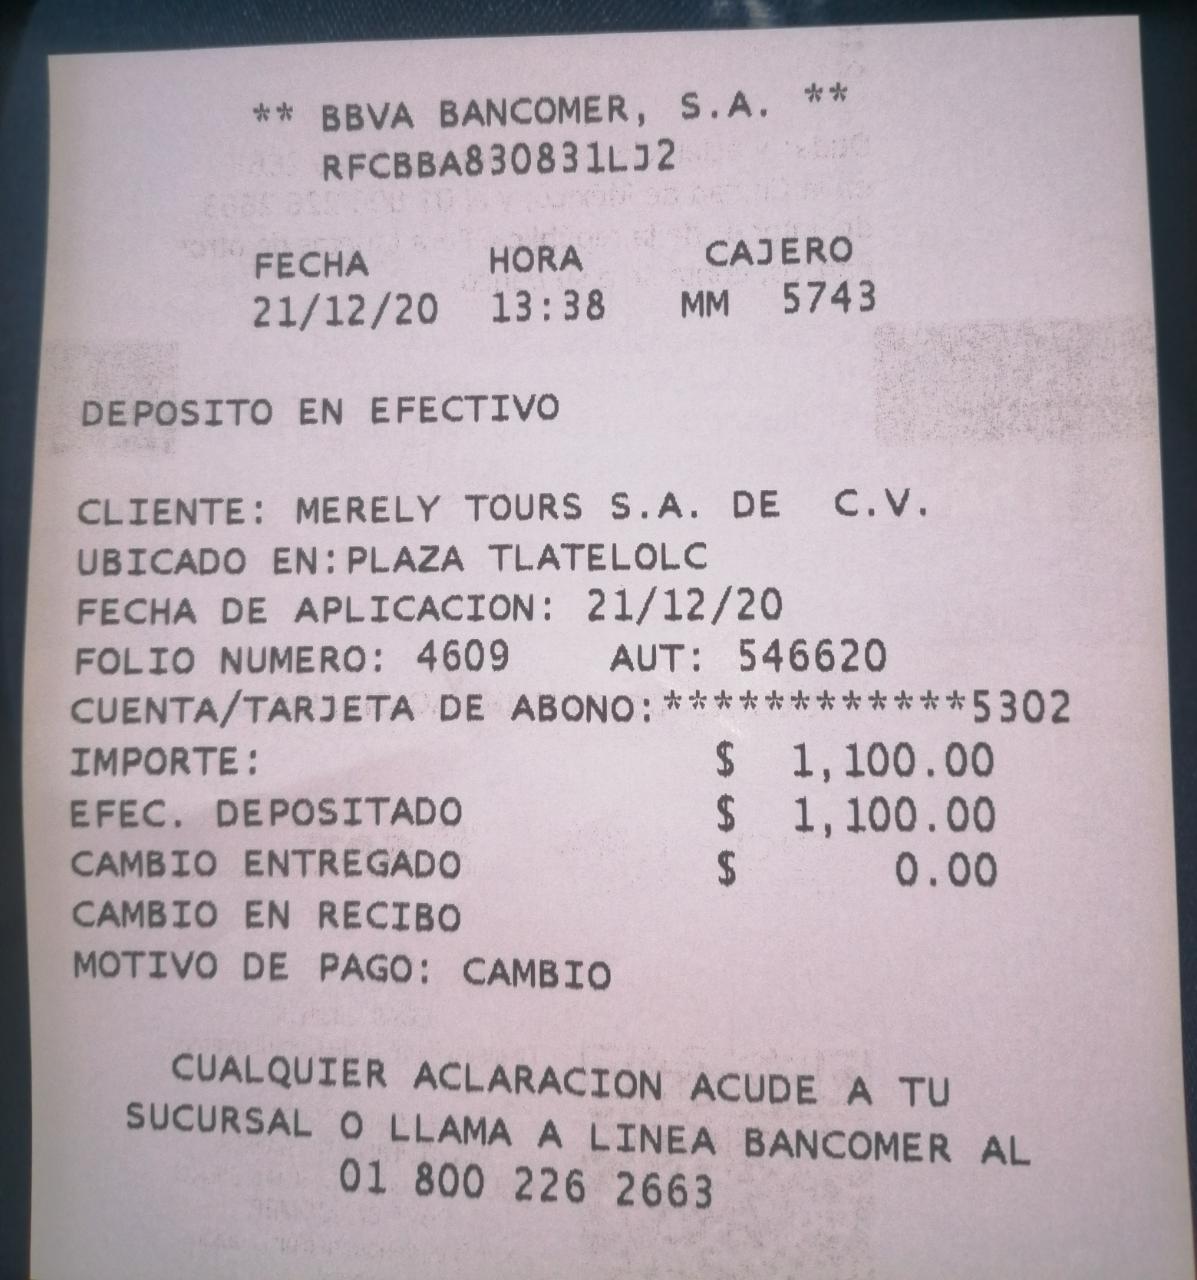 ** BBVA BANCOMER, S.A. **
RFCBBA830831LJ2
FECHA HORA CAJERO
21/12/20 13:38 MM 5743
DEPOSITO EN EFECTIVO
CLIENTE: MERELY TOURS S.A. DE C.V.
UBICADO EN:PLAZA TLATELOLC
FECHA DE APLICACION: 21/12/20
FOLIO NUMERO: 4609 AUT: 546620
CUENTA/TARJETA DE ABONO:************5302
IMPORTE: $ 1,100.00
EFEC. DEPOSITADO $ 1,100.00
CAMBIO ENTREGADO $ 0.00
CAMBIO EN RECIBO
MOTIVO DE PAGO: CAMBIO
CUALQUIER ACLARACION ACUDE A TU
SUCURSAL O LLAMA A LINEA BANCOMER AL
01 800 226 2663